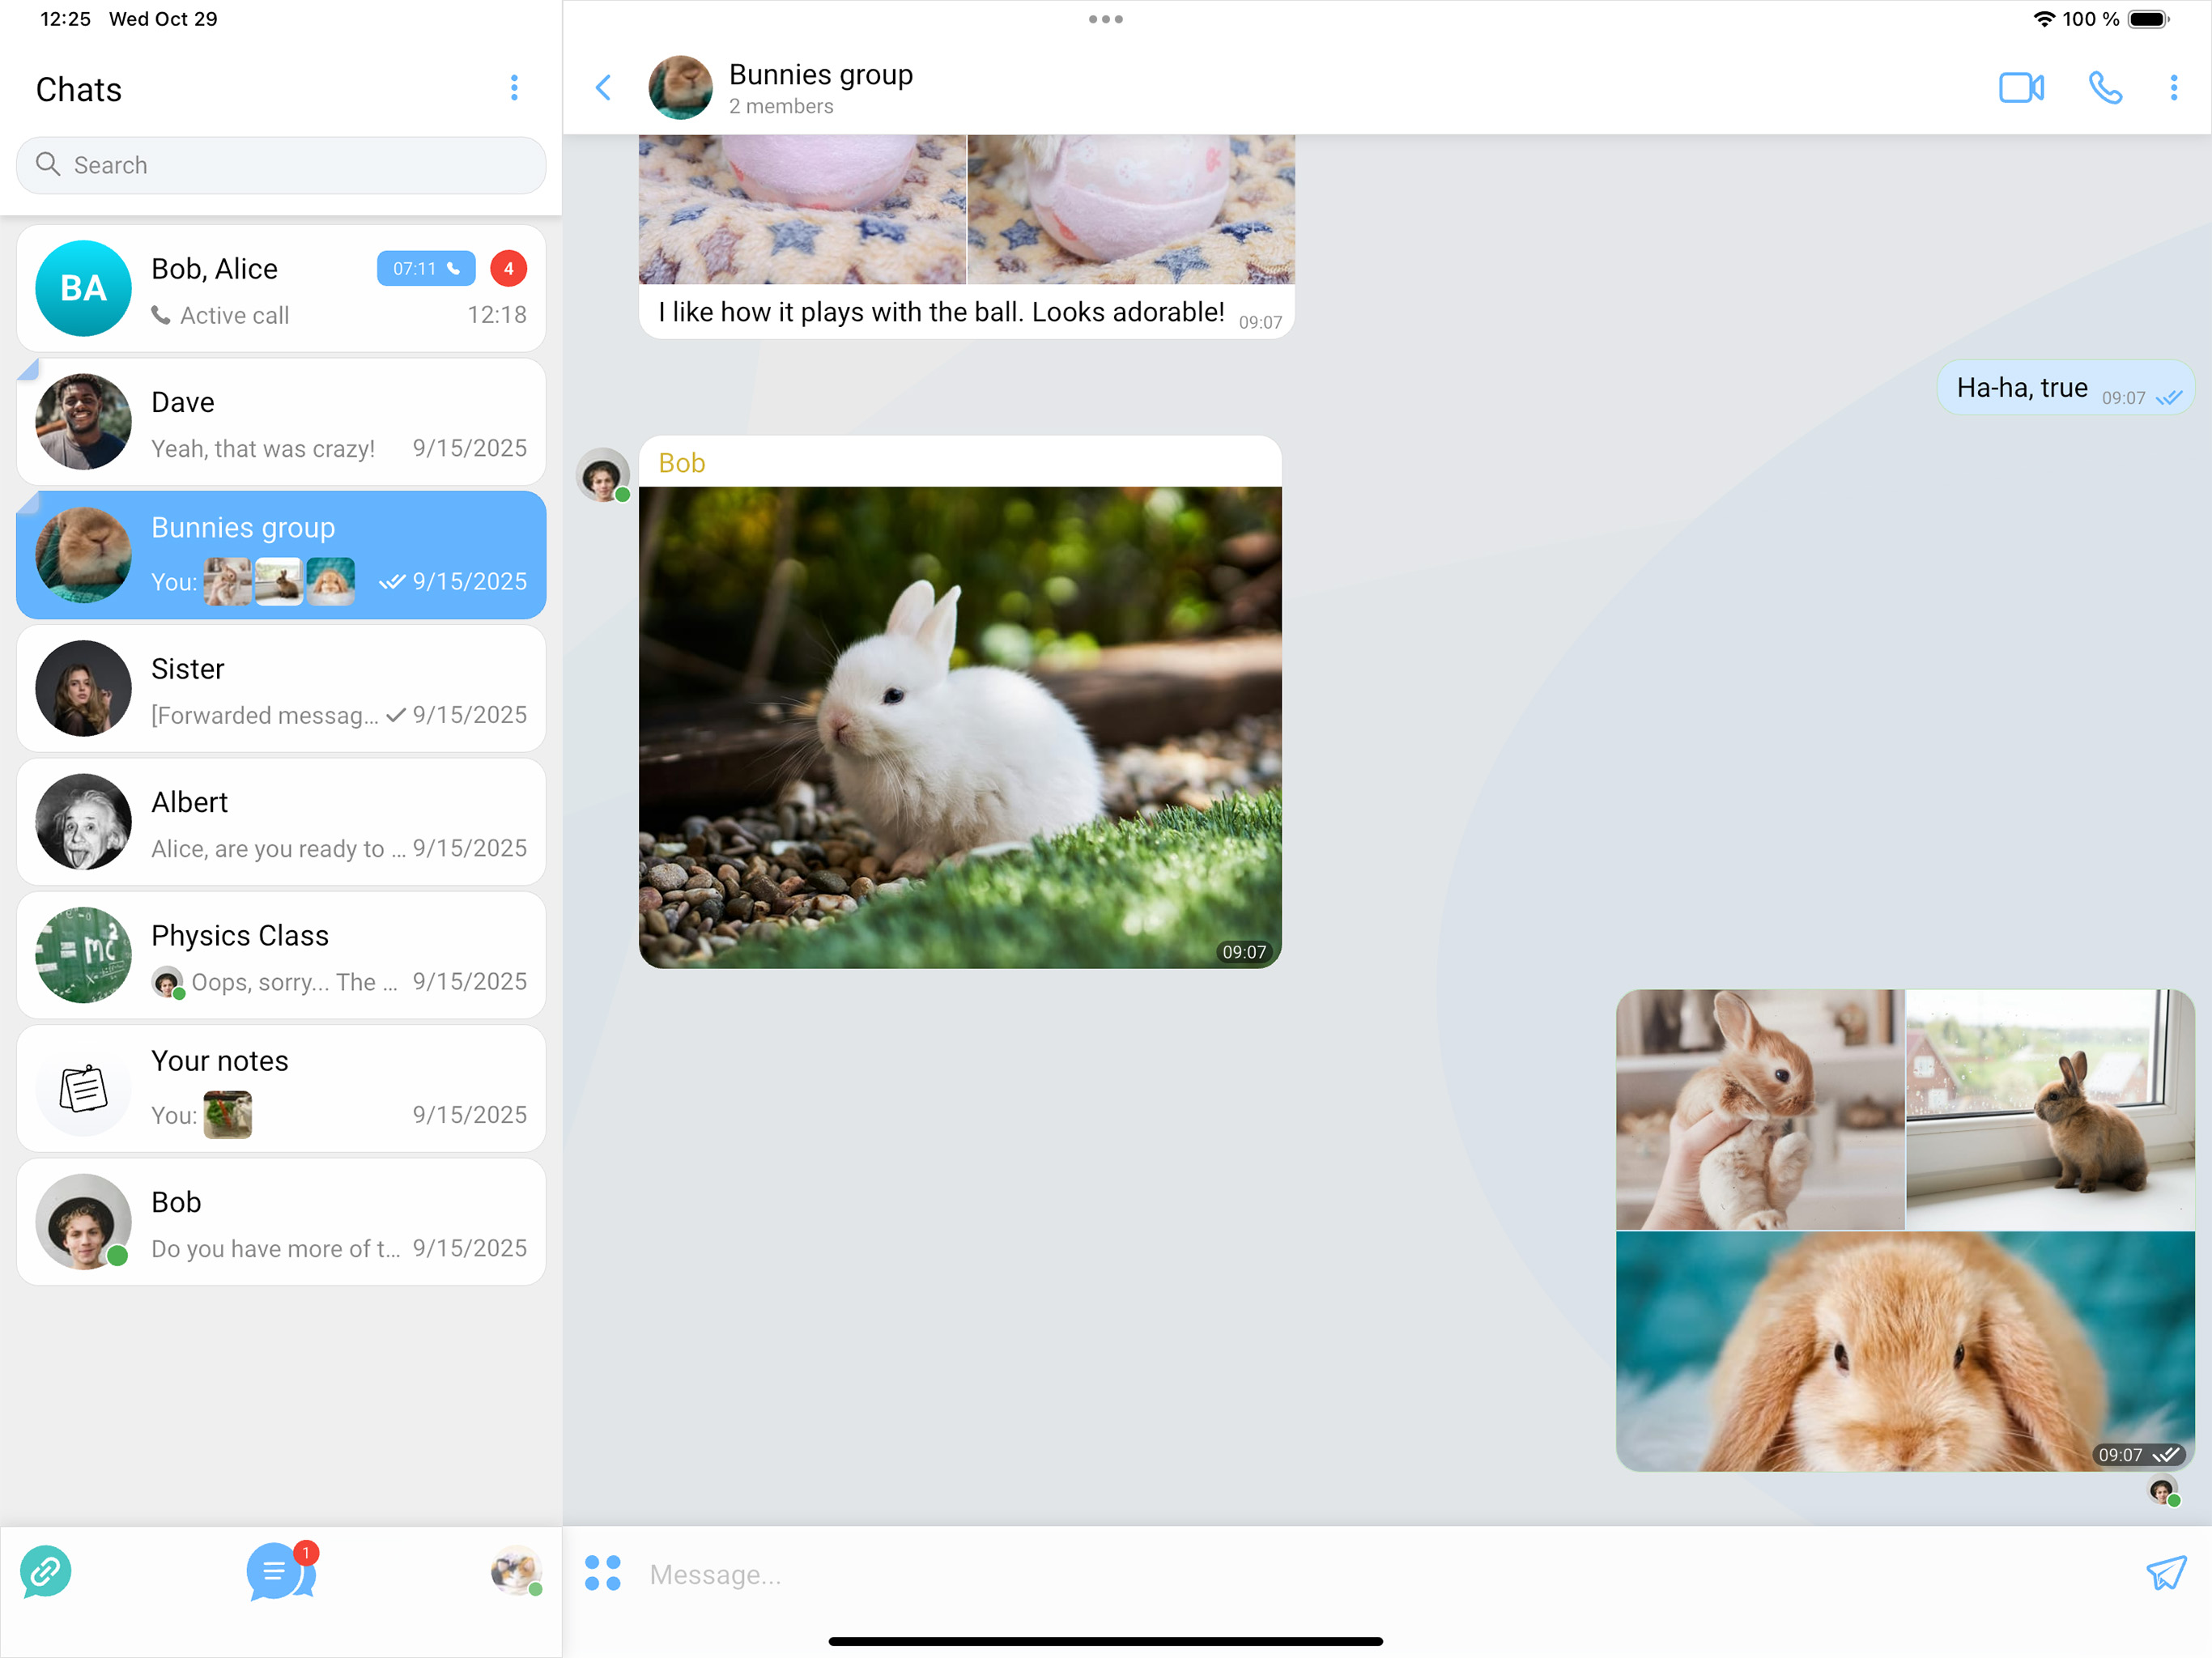 12:25 Wed Oct 29
100 %
Chats
Search
BA
Bob, Alice
07:11
4
Active call
12:18
Dave
Yeah, that was crazy!
9/15/2025
Bunnies group
You:
9/15/2025
Sister
[Forwarded messag...
9/15/2025
Albert
Alice, are you ready to ...
9/15/2025
= mc²
Physics Class
Oops, sorry... The ...
9/15/2025
Your notes
You:
9/15/2025
Bob
Do you have more of t...
9/15/2025
1
Bunnies group
2 members
I like how it plays with the ball. Looks adorable!
09:07
Ha-ha, true
09:07
Bob
09:07
09:07
Message...